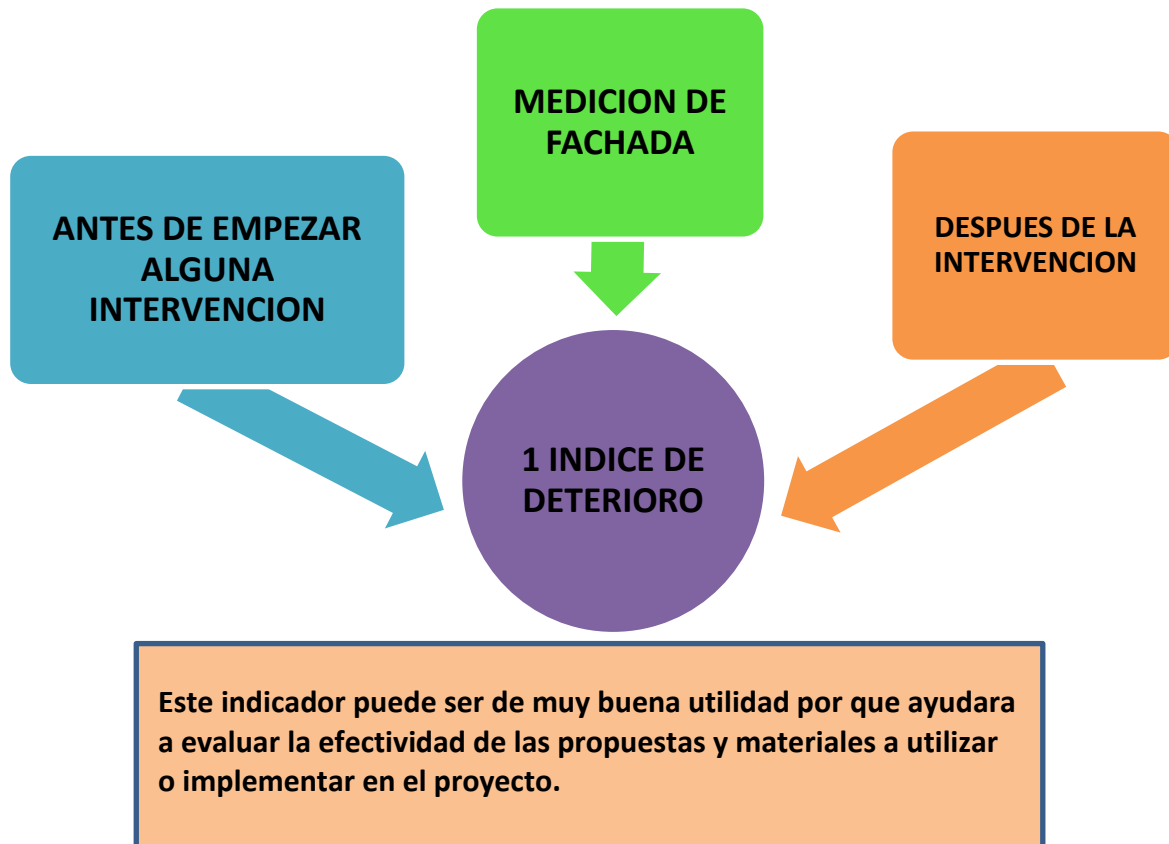 MEDICION DE
FACHADA
ANTES DE EMPEZAR
ALGUNA
INTERVENCION
DESPUES DE LA
INTERVENCION
1 INDICE DE
DETERIORO
Este indicador puede ser de muy buena utilidad por que ayudara
a evaluar la efectividad de las propuestas y materiales a utilizar
o implementar en el proyecto.